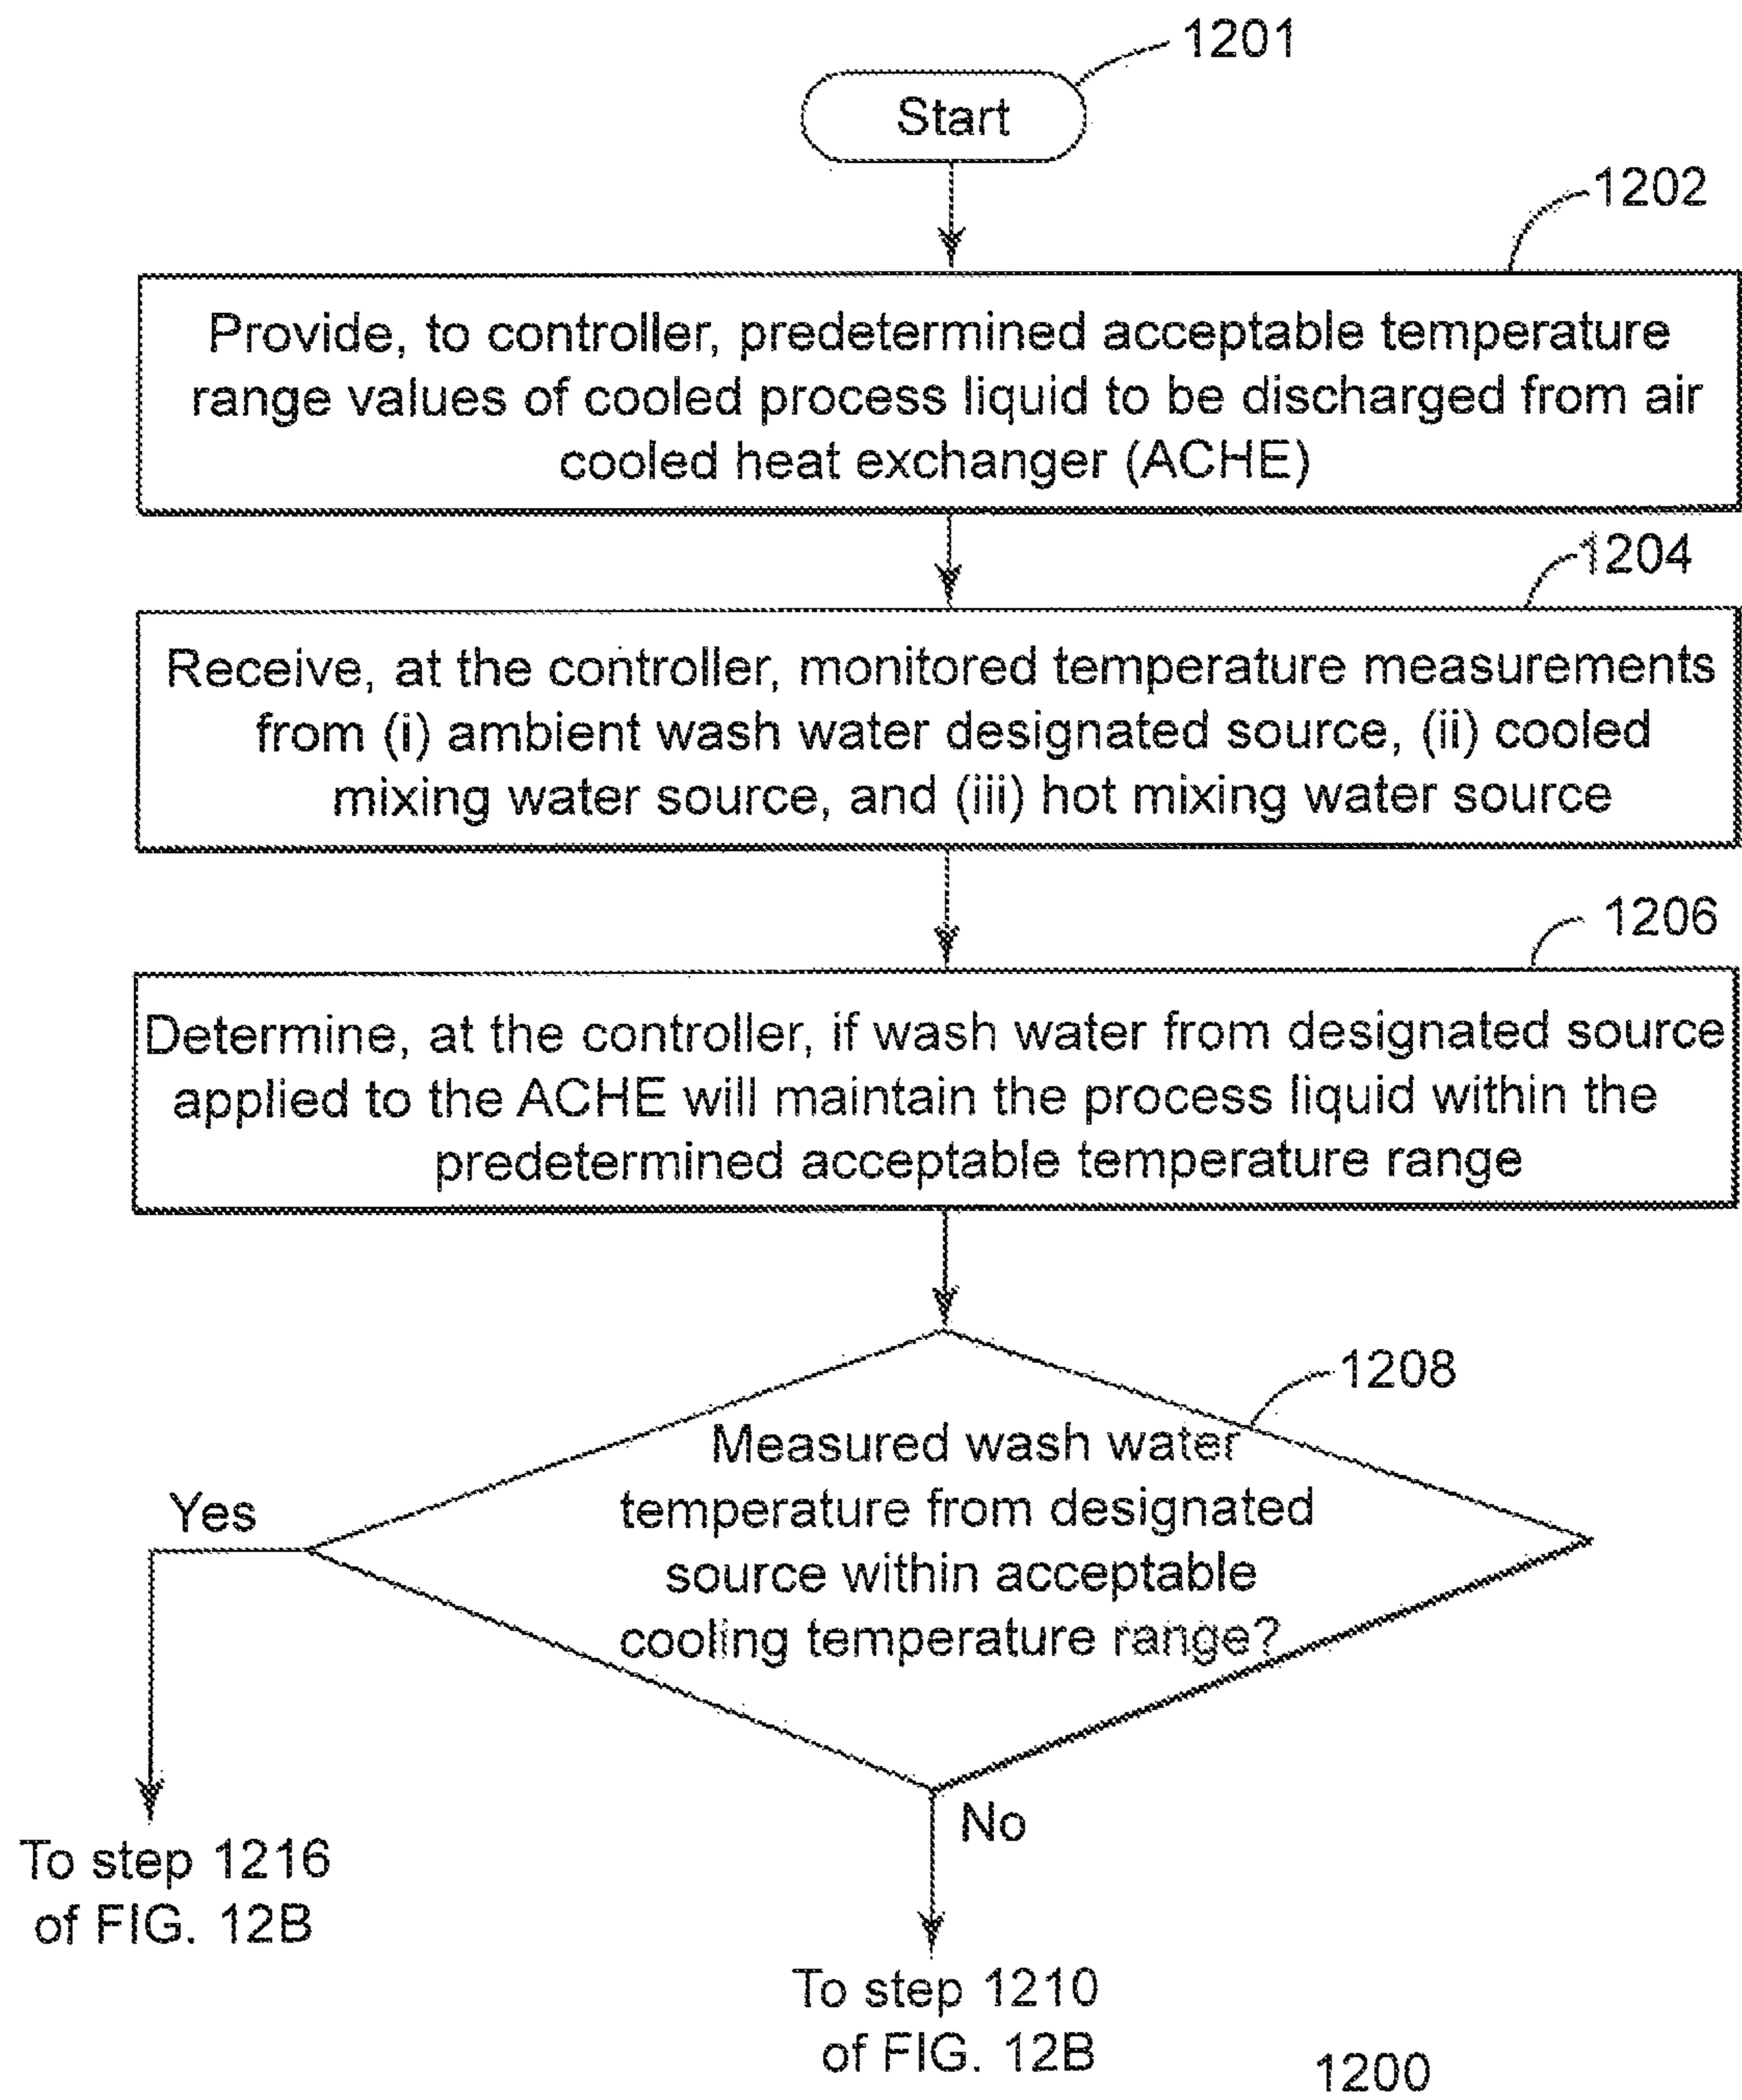 1201
Start
1202
Provide, to controller, predetermined acceptable temperature
range values of cooled process liquid to be discharged from air
cooled heat exchanger (ACHE)
1204
Receive, at the controller, monitored temperature measurements
from (i) ambient wash water designated source, (ii) cooled
mixing water source, and (iii) hot mixing water source
1206
Determine, at the controller, if wash water from designated source
applied to the ACHE will maintain the process liquid within the
predetermined acceptable temperature range
1208
Measured wash water
temperature from designated
source within acceptable
cooling temperature range?
Yes
No
To step 1216
of FIG. 12B
To step 1210
of FIG. 12B
1200